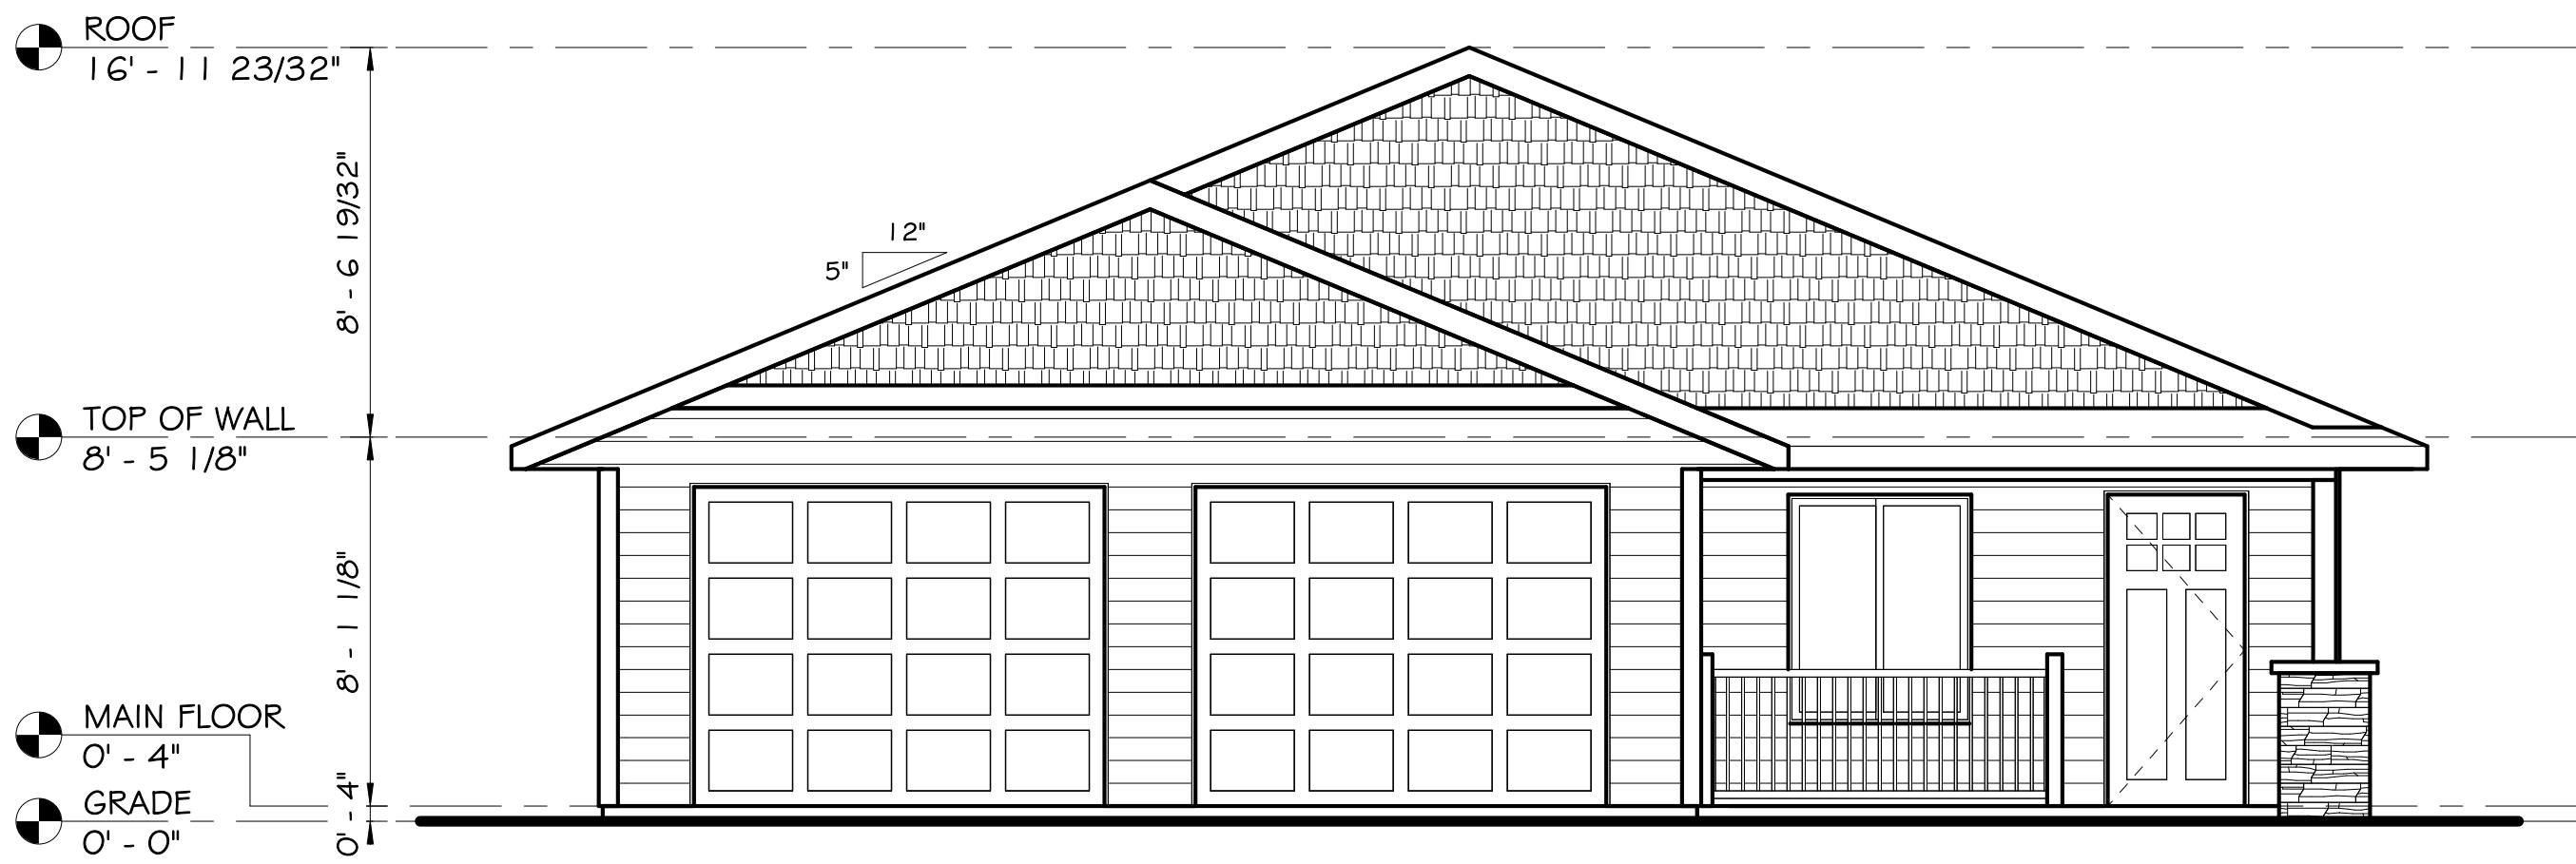 ROOF
16' - 11 23/32"
8' - 6 19/32"
12"
5"
TOP OF WALL
8' - 5 1/8"
8' - 1 1/8"
MAIN FLOOR
0' - 4"
GRADE
0' - 0"
0' - 4"